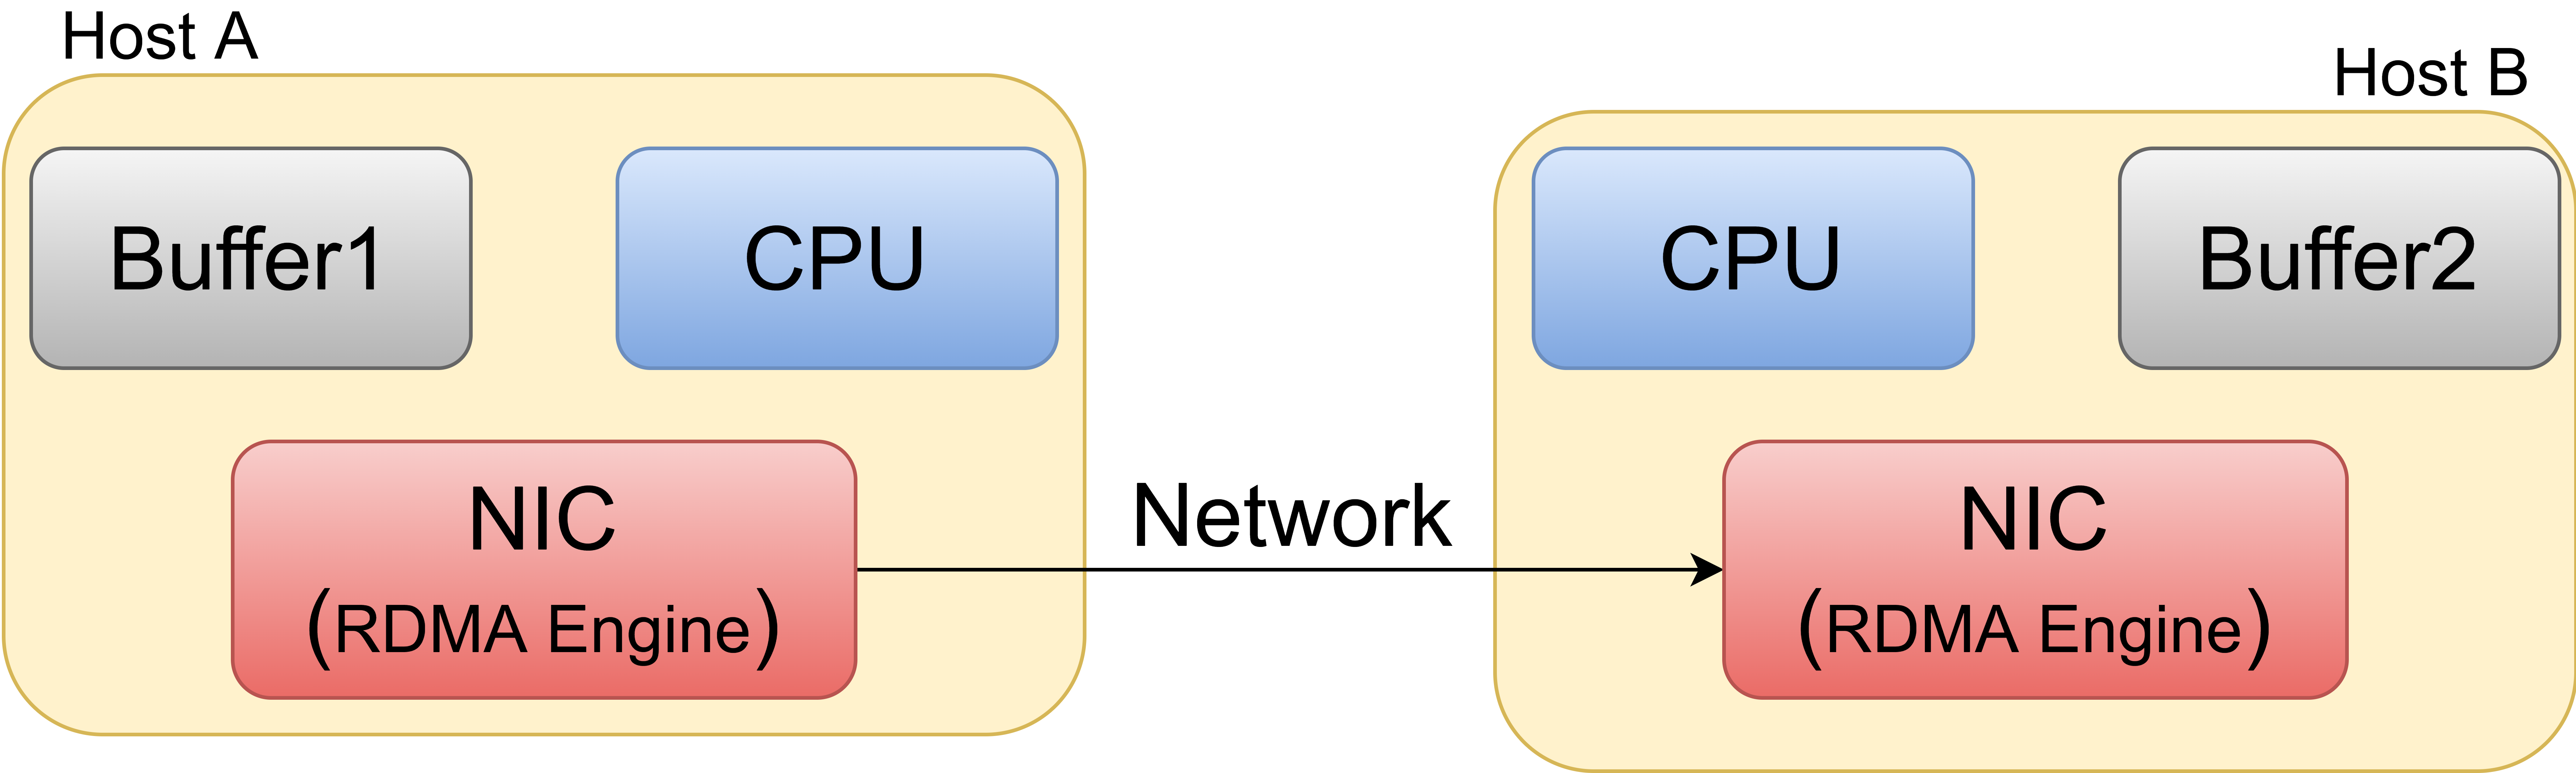 Host A
Buffer1
CPU
NIC
(RDMA Engine)
Network
Host B
CPU
Buffer2
NIC
(RDMA Engine)